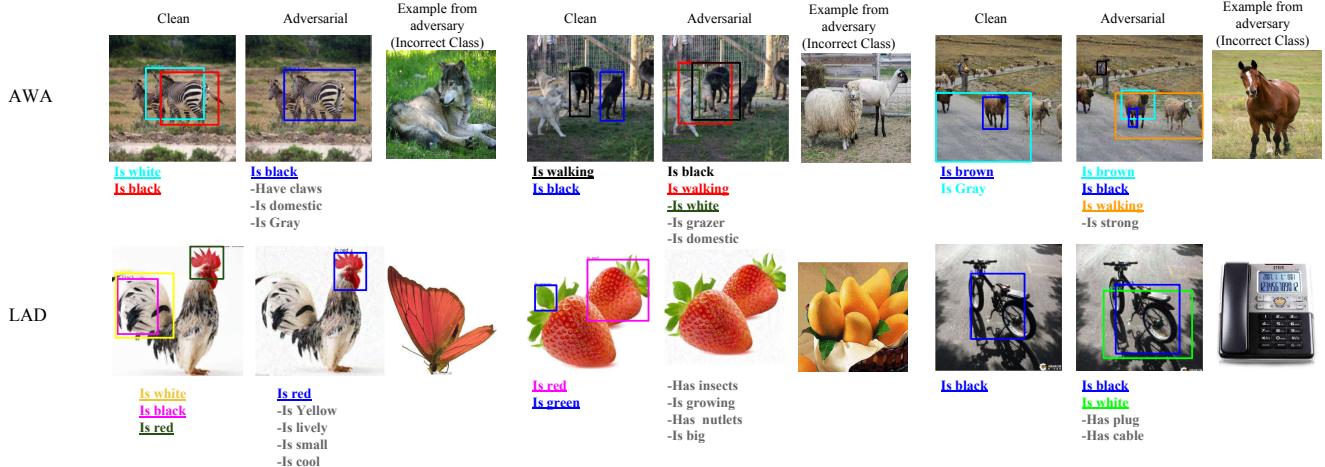 Clean
Adversarial
Example from
adversary
(Incorrect Class)
Clean
Adversarial
Example from
adversary
(Incorrect Class)
Clean
Adversarial
Example from
adversary
(Incorrect Class)
AWA
Is white
Is black
Is black
-Have claws
-Is domestic
-Is Gray
Is walking
Is black
Is black
Is walking
-Is white
-Is grazer
-Is domestic
Is brown
Is Gray
Is brown
Is black
Is walking
-Is strong
LAD
Is white
Is black
Is red
Is red
-Is Yellow
-Is lively
-Is small
-Is cool
Is red
Is green
-Has insects
-Is growing
-Has nutlets
-Is big
Is black
Is black
Is white
-Has plug
-Has cable